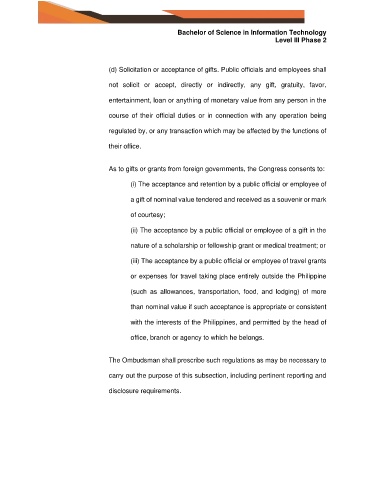 Bachelor of Science in Information Technology
Level III Phase 2
(d) Solicitation or acceptance of gifts. Public officials and employees shall
not solicit or accept, directly or indirectly, any gift, gratuity, favor,
entertainment, loan or anything of monetary value from any person in the
course of their official duties or in connection with any operation being
regulated by, or any transaction which may be affected by the functions of
their office.
As to gifts or grants from foreign governments, the Congress consents to:
(i) The acceptance and retention by a public official or employee of
a gift of nominal value tendered and received as a souvenir or mark
of courtesy;
(ii) The acceptance by a public official or employee of a gift in the
nature of a scholarship or fellowship grant or medical treatment; or
(iii) The acceptance by a public official or employee of travel grants
or expenses for travel taking place entirely outside the Philippine
(such as allowances, transportation, food, and lodging) of more
than nominal value if such acceptance is appropriate or consistent
with the interests of the Philippines, and permitted by the head of
office, branch or agency to which he belongs.
The Ombudsman shall prescribe such regulations as may be necessary to
carry out the purpose of this subsection, including pertinent reporting and
disclosure requirements.